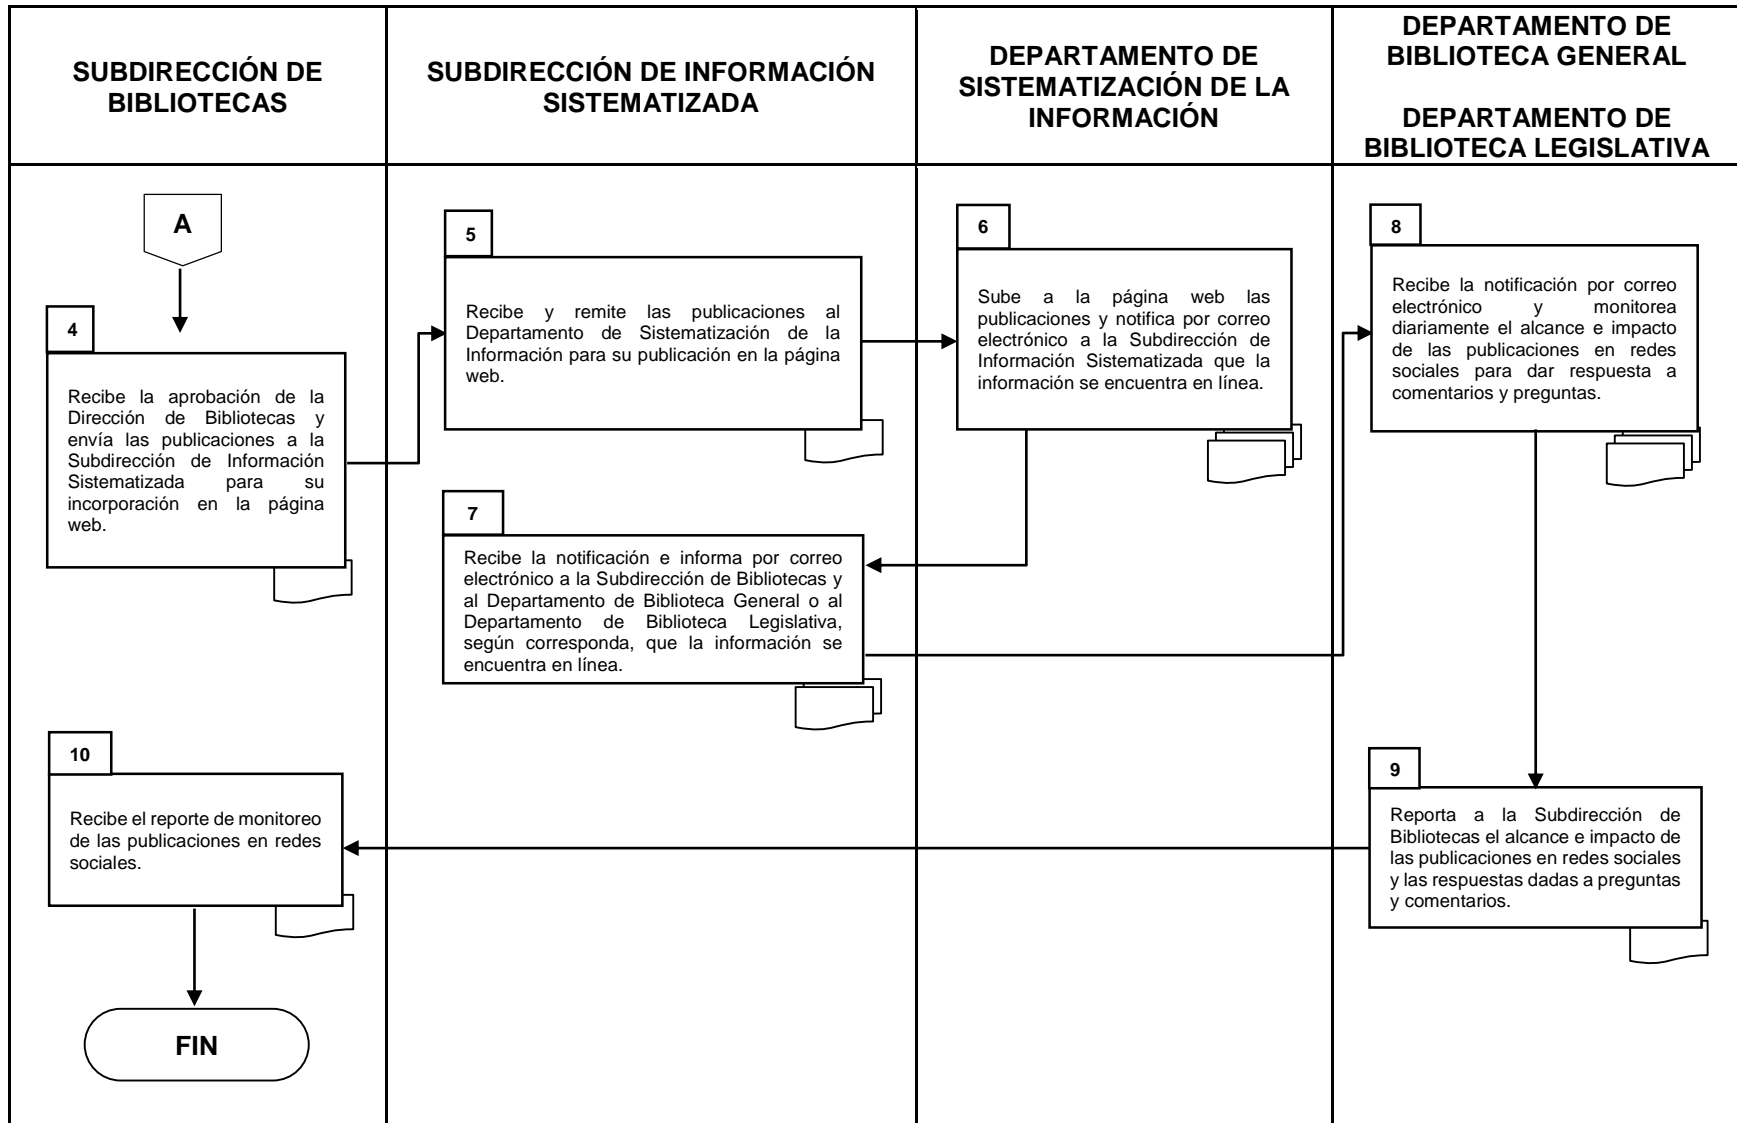 SUBDIRECCIÓN DE
BIBLIOTECAS
SUBDIRECCIÓN DE INFORMACIÓN
SISTEMATIZADA
DEPARTAMENTO DE
SISTEMATIZACIÓN DE LA
INFORMACIÓN
DEPARTAMENTO DE
BIBLIOTECA GENERAL
DEPARTAMENTO DE
BIBLIOTECA LEGISLATIVA
A
4
Recibe la aprobación de la
Dirección de Bibliotecas y
envía las publicaciones a la
Subdirección de Información
Sistematizada para su
incorporación en la página
web.
5
Recibe y remite las publicaciones al
Departamento de Sistematización de la
Información para su publicación en la página
web.
6
Sube a la página web las
publicaciones y notifica por correo
electrónico a la Subdirección de
Información Sistematizada que la
información se encuentra en línea.
7
Recibe la notificación e informa por correo
electrónico a la Subdirección de Bibliotecas y
al Departamento de Biblioteca General o al
Departamento de Biblioteca Legislativa,
según corresponda, que la información se
encuentra en línea.
8
Recibe la notificación por correo
electrónico y monitorea
diariamente el alcance e impacto
de las publicaciones en redes
sociales para dar respuesta a
comentarios y preguntas.
9
Reporta a la Subdirección de
Bibliotecas el alcance e impacto de
las publicaciones en redes sociales
y las respuestas dadas a preguntas
y comentarios.
10
Recibe el reporte de monitoreo
de las publicaciones en redes
sociales.
FIN